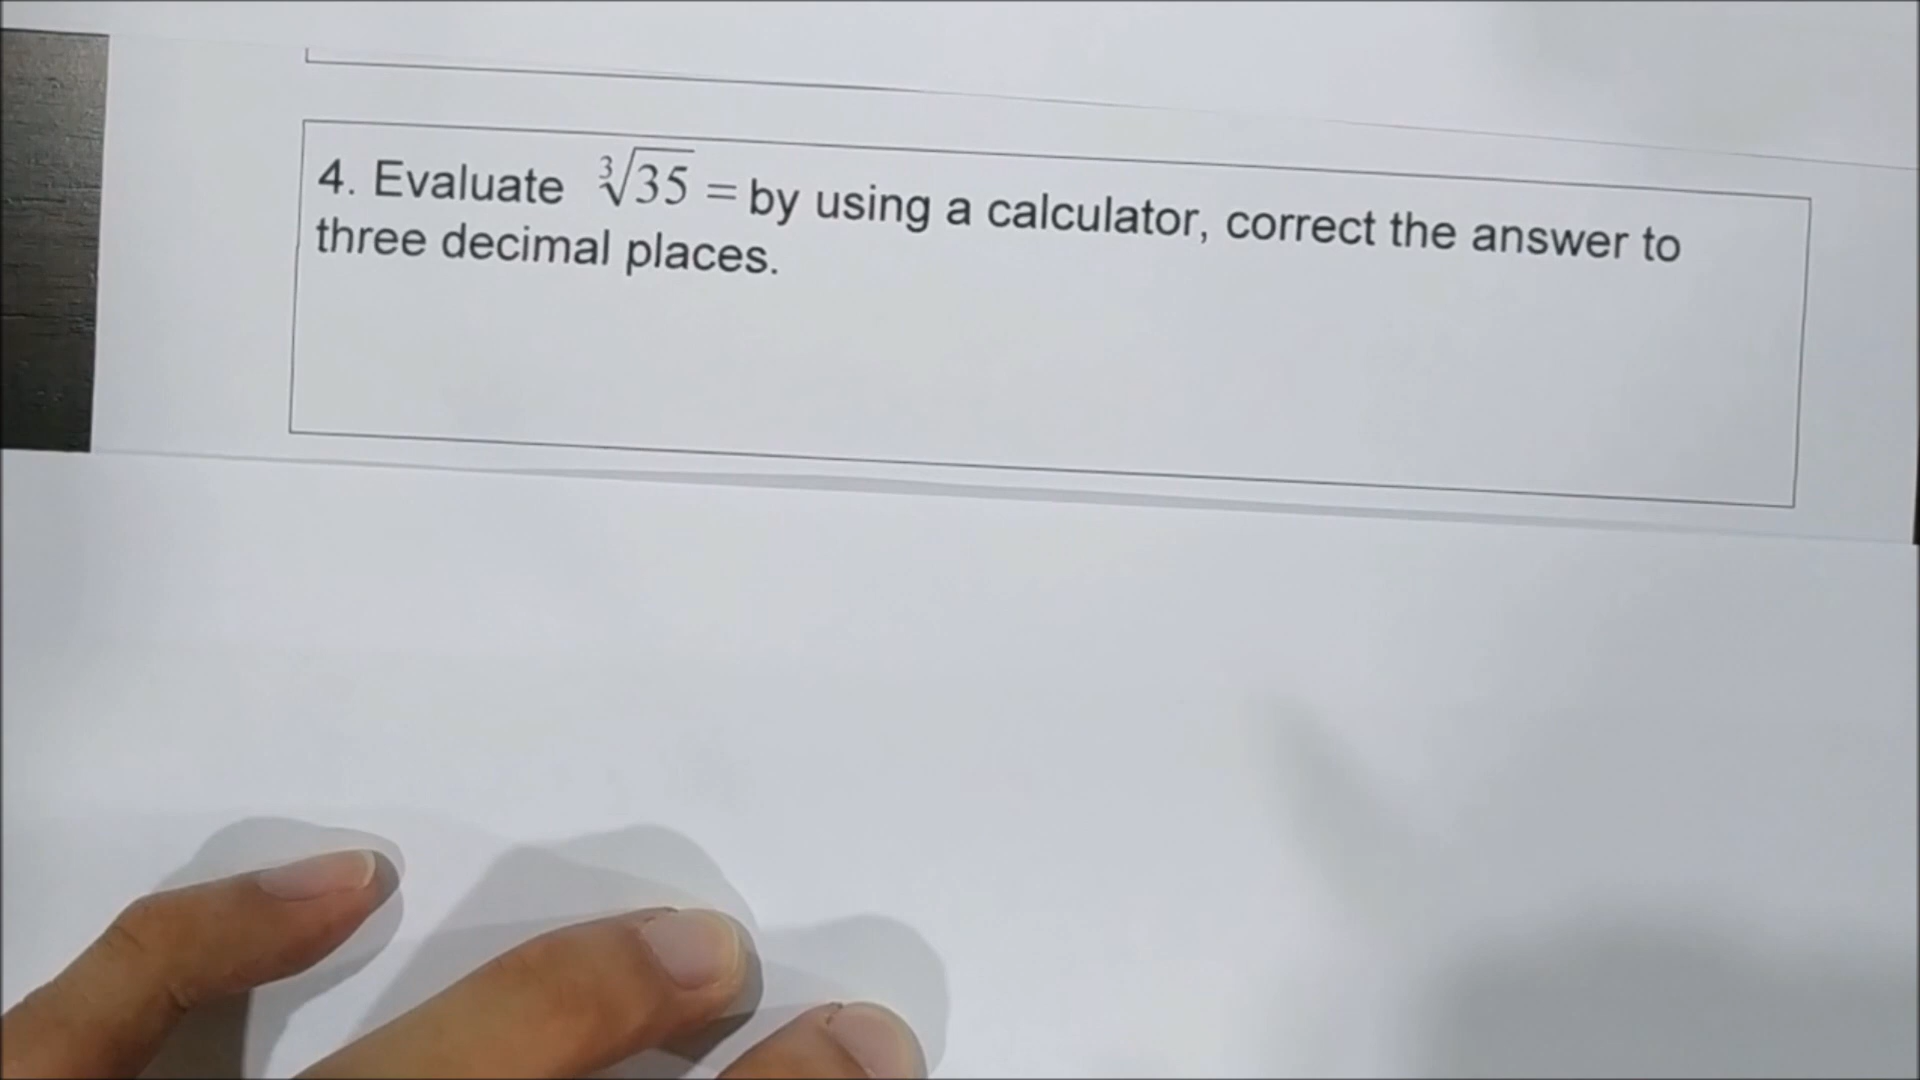 4. Evaluate ∛35 = by using a calculator, correct the answer to
three decimal places.